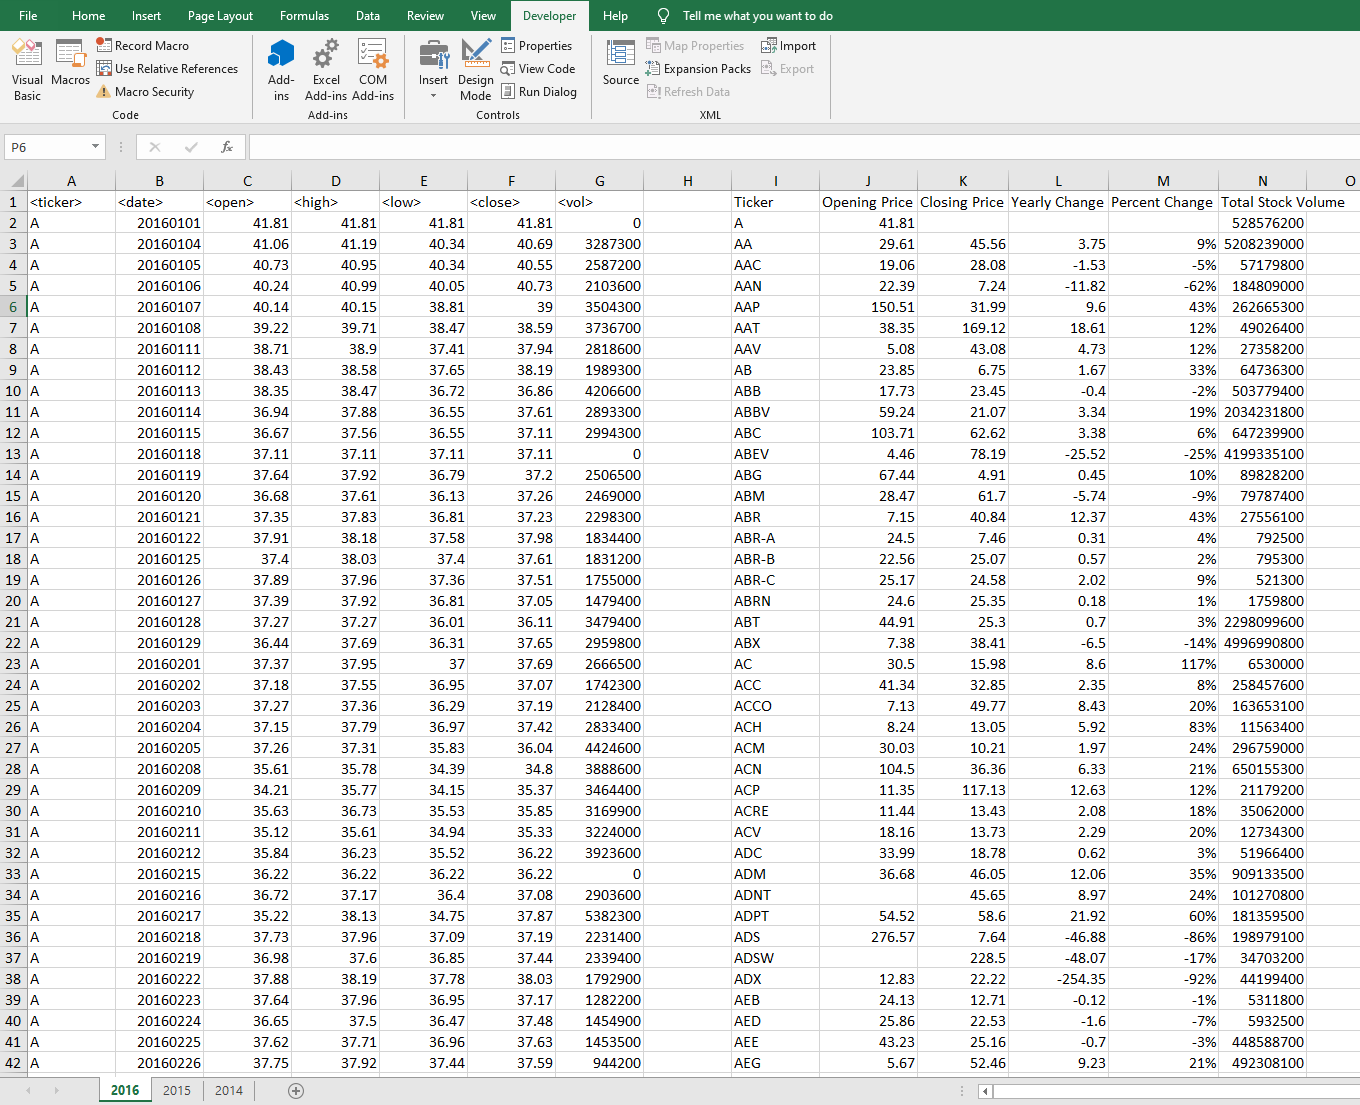 File Home Insert Page Layout Formulas Data Review View Developer Help Tell me what you want to do
Visual Basic Macros Record Macro Use Relative References Macro Security Code
Add-ins Excel Add-ins COM Add-ins Add-ins
Insert Design Mode Properties View Code Run Dialog Controls
Source Map Properties Expansion Packs Refresh Data Import Export XML
P6 fx
A B C D E F G H I J K L M N O
1 <ticker> <date> <open> <high> <low> <close> <vol> Ticker Opening Price Closing Price Yearly Change Percent Change Total Stock Volume
2 A 20160101 41.81 41.81 41.81 41.81 0 A 41.81 528576200
3 A 20160104 41.06 41.19 40.34 40.69 3287300 AA 29.61 45.56 3.75 9% 5208239000
4 A 20160105 40.73 40.95 40.34 40.55 2587200 AAC 19.06 28.08 -1.53 -5% 57179800
5 A 20160106 40.24 40.99 40.05 40.73 2103600 AAN 22.39 7.24 -11.82 -62% 184809000
6 A 20160107 40.14 40.15 38.81 39 3504300 AAP 150.51 31.99 9.6 43% 262665300
7 A 20160108 39.22 39.71 38.47 38.59 3736700 AAT 38.35 169.12 18.61 12% 49026400
8 A 20160111 38.71 38.9 37.41 37.94 2818600 AAV 5.08 43.08 4.73 12% 27358200
9 A 20160112 38.43 38.58 37.65 38.19 1989300 AB 23.85 6.75 1.67 33% 64736300
10 A 20160113 38.35 38.47 36.72 36.86 4206600 ABB 17.73 23.45 -0.4 -2% 503779400
11 A 20160114 36.94 37.88 36.55 37.61 2893300 ABBV 59.24 21.07 3.34 19% 2034231800
12 A 20160115 36.67 37.56 36.55 37.11 2994300 ABC 103.71 62.62 3.38 6% 647239900
13 A 20160118 37.11 37.11 37.11 37.11 0 ABEV 4.46 78.19 -25.52 -25% 4199335100
14 A 20160119 37.64 37.92 36.79 37.2 2506500 ABG 67.44 4.91 0.45 10% 89828200
15 A 20160120 36.68 37.61 36.13 37.26 2469000 ABM 28.47 61.7 -5.74 -9% 79787400
16 A 20160121 37.35 37.83 36.81 37.23 2298300 ABR 7.15 40.84 12.37 43% 27556100
17 A 20160122 37.91 38.18 37.58 37.98 1834400 ABR-A 24.5 7.46 0.31 4% 792500
18 A 20160125 37.4 38.03 37.4 37.61 1831200 ABR-B 22.56 25.07 0.57 2% 795300
19 A 20160126 37.89 37.96 37.36 37.51 1755000 ABR-C 25.17 24.58 2.02 9% 521300
20 A 20160127 37.39 37.92 36.81 37.05 1479400 ABRN 24.6 25.35 0.18 1% 1759800
21 A 20160128 37.27 37.27 36.01 36.11 3479400 ABT 44.91 25.3 0.7 3% 2298099600
22 A 20160129 36.44 37.69 36.31 37.65 2959800 ABX 7.38 38.41 -6.5 -14% 4996990800
23 A 20160201 37.37 37.95 37 37.69 2666500 AC 30.5 15.98 8.6 117% 6530000
24 A 20160202 37.18 37.55 36.95 37.07 1742300 ACC 41.34 32.85 2.35 8% 258457600
25 A 20160203 37.27 37.36 36.29 37.19 2128400 ACCO 7.13 49.77 8.43 20% 163653100
26 A 20160204 37.15 37.79 36.97 37.42 2833400 ACH 8.24 13.05 5.92 83% 11563400
27 A 20160205 37.26 37.31 35.83 36.04 4424600 ACM 30.03 10.21 1.97 24% 296759000
28 A 20160208 35.61 35.78 34.39 34.8 3888600 ACN 104.5 36.36 6.33 21% 650155300
29 A 20160209 34.21 35.77 34.15 35.37 3464400 ACP 11.35 117.13 12.63 12% 21179200
30 A 20160210 35.63 36.73 35.53 35.85 3169900 ACRE 11.44 13.43 2.08 18% 35062000
31 A 20160211 35.12 35.61 34.94 35.33 3224000 ACV 18.16 13.73 2.29 20% 12734300
32 A 20160212 35.84 36.23 35.52 36.22 3923600 ADC 33.99 18.78 0.62 3% 51966400
33 A 20160215 36.22 36.22 36.22 36.22 0 ADM 36.68 46.05 12.06 35% 909133500
34 A 20160216 36.72 37.17 36.4 37.08 2903600 ADNT 45.65 8.97 24% 101270800
35 A 20160217 35.22 38.13 34.75 37.87 5382300 ADPT 54.52 58.6 21.92 60% 181359500
36 A 20160218 37.73 37.96 37.09 37.19 2231400 ADS 276.57 7.64 -46.88 -86% 198979100
37 A 20160219 36.98 37.6 36.85 37.44 2339400 ADSW 228.5 -48.07 -17% 34703200
38 A 20160222 37.88 38.19 37.78 38.03 1792900 ADX 12.83 22.22 -254.35 -92% 44199400
39 A 20160223 37.64 37.96 36.95 37.17 1282200 AEB 24.13 12.71 -0.12 -1% 5311800
40 A 20160224 36.65 37.5 36.47 37.48 1454900 AED 25.86 22.53 -1.6 -7% 5932500
41 A 20160225 37.62 37.71 36.96 37.63 1453500 AEE 43.23 25.16 -0.7 -3% 448588700
42 A 20160226 37.75 37.92 37.44 37.59 944200 AEG 5.67 52.46 9.23 21% 492308100
2016 2015 2014